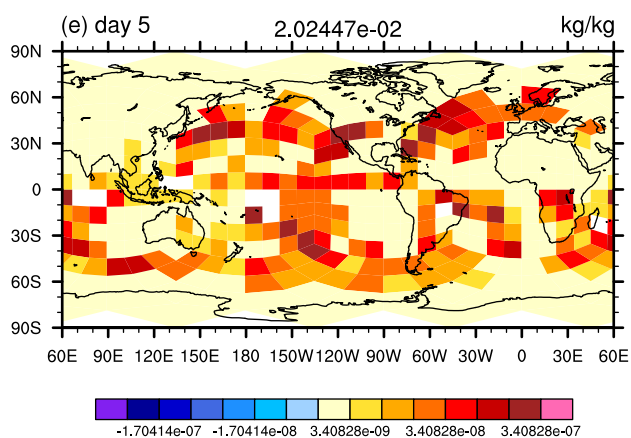 (e) day 5 2.02447e-02 kg/kg
90N
60N
30N
0
30S
60S
90S
60E 90E 120E 150E 180 150W 120W 90W 60W 30W 0 30E 60E
-1.70414e-07 -1.70414e-08 3.40828e-09 3.40828e-08 3.40828e-07